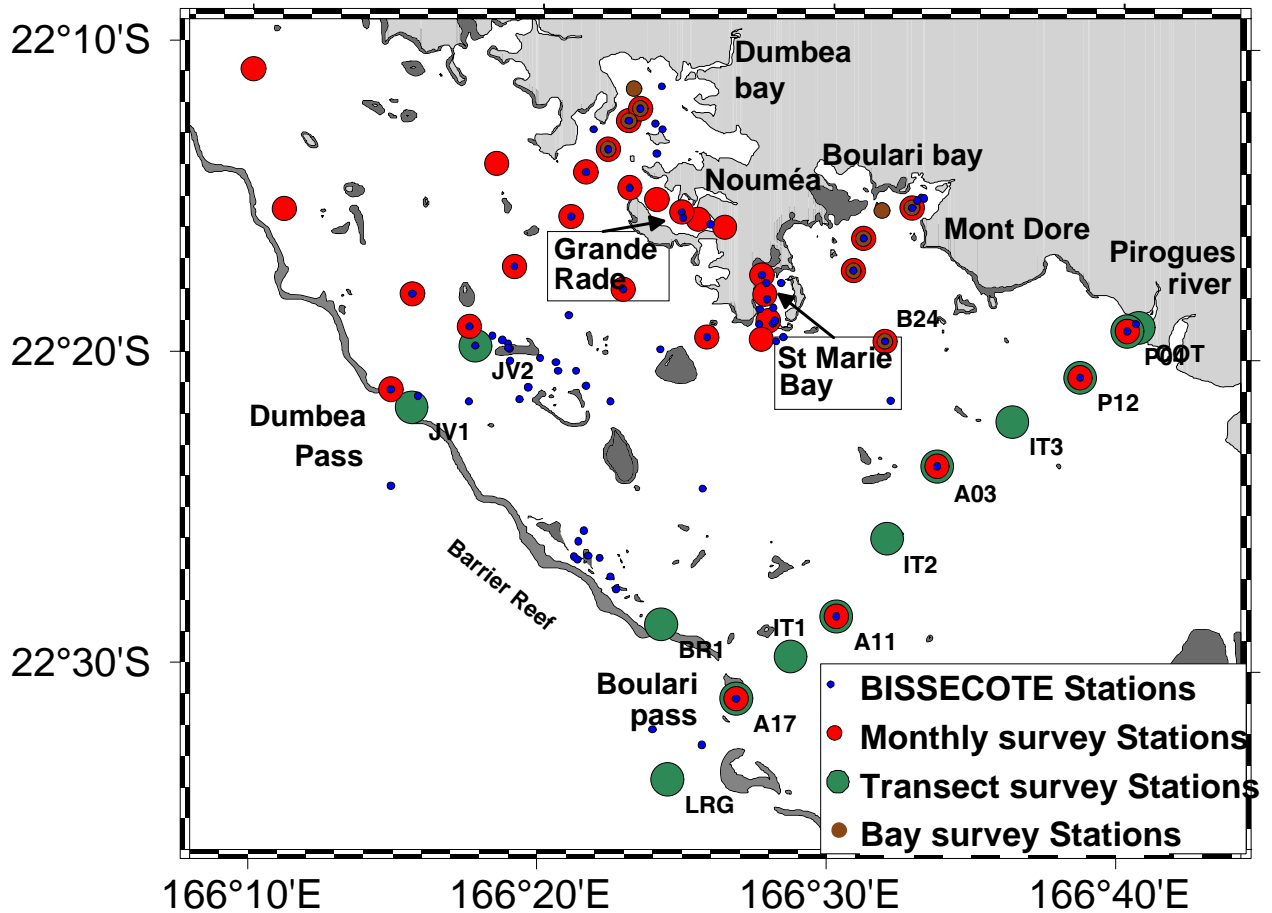 22°10'S
Dumbea
bay
Boulari bay
Nouméa
Mont Dore
Pirogues
river
Grande
Rade
22°20'S
B24
St Marie
Bay
P04
COT
P12
JV2
JV1
Dumbea
Pass
IT3
A03
Barrier Reef
IT2
IT1
A11
BR1
22°30'S
Boulari
pass
A17
LRG
BISSECOTE Stations
Monthly survey Stations
Transect survey Stations
Bay survey Stations
166°10'E
166°20'E
166°30'E
166°40'E